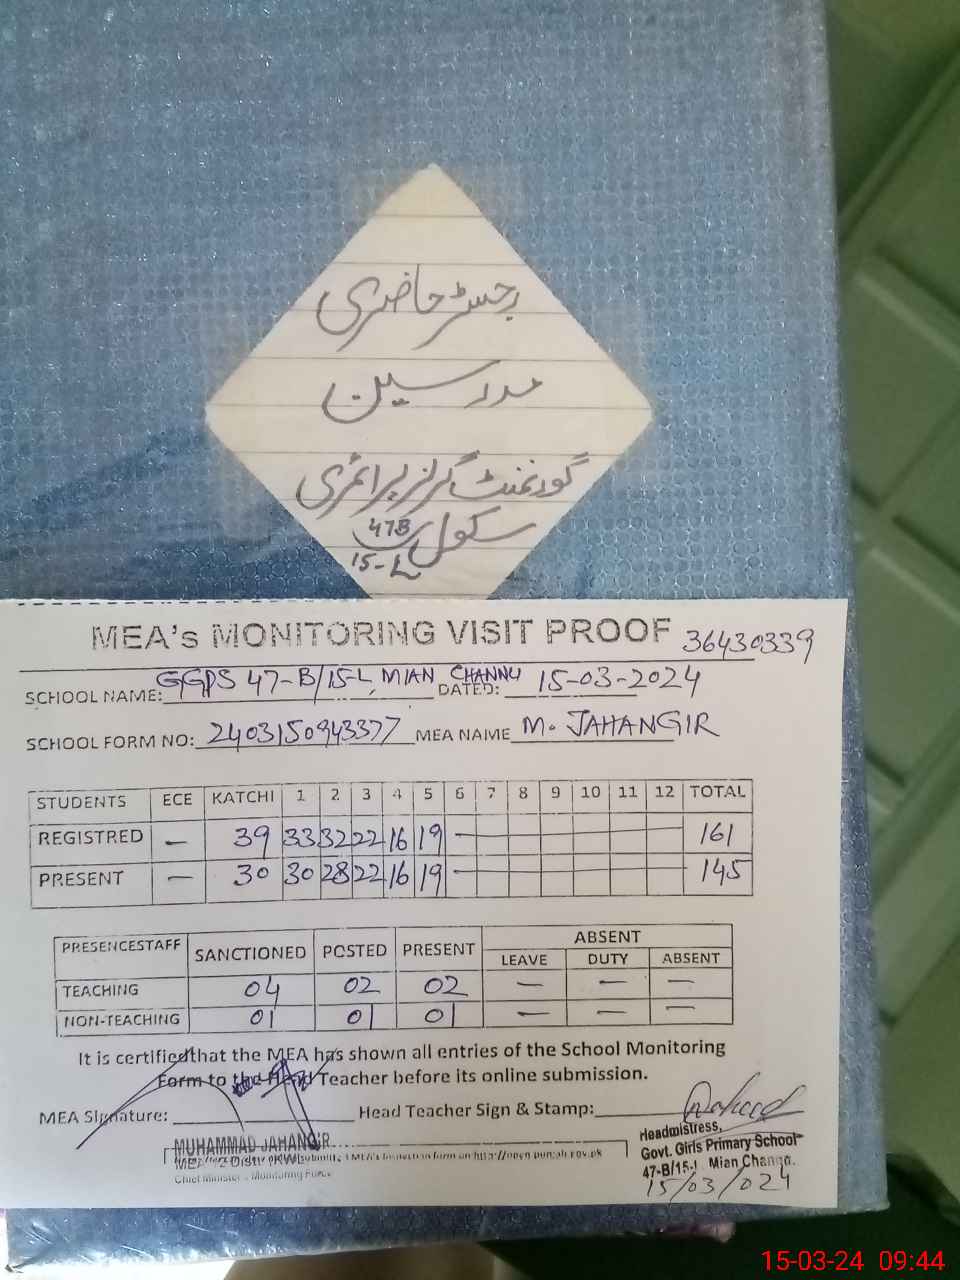 رجسٹر حاضری
مدرسین
گورنمنٹ گرلز پرائمری
سکول 47B
15-L
MEA's MONITORING VISIT PROOF 36430339
SCHOOL NAME: GGPS 47-B/15-L, MIAN CHANNU DATED: 15-03-2024
SCHOOL FORM NO: 2403150943377 MEA NAME M. JAHANGIR
STUDENTS ECE KATCHI 1 2 3 4 5 6 7 8 9 10 11 12 TOTAL
REGISTRED — 39 33 32 22 16 19 — 161
PRESENT — 30 30 28 22 16 19 — 145
PRESENCESTAFF SANCTIONED POSTED PRESENT ABSENT
LEAVE DUTY ABSENT
TEACHING 04 02 02 — — —
NON-TEACHING 01 01 01 — — —
It is certified that the MEA has shown all entries of the School Monitoring
Form to the Head Teacher before its online submission.
MEA Signature: Head Teacher Sign & Stamp:
MUHAMMAD JAHANGIR
Chief Minister's Monitoring Force
Headmistress,
Govt. Girls Primary School
47-B/15-L Mian Channu.
15/03/024
15-03-24 09:44